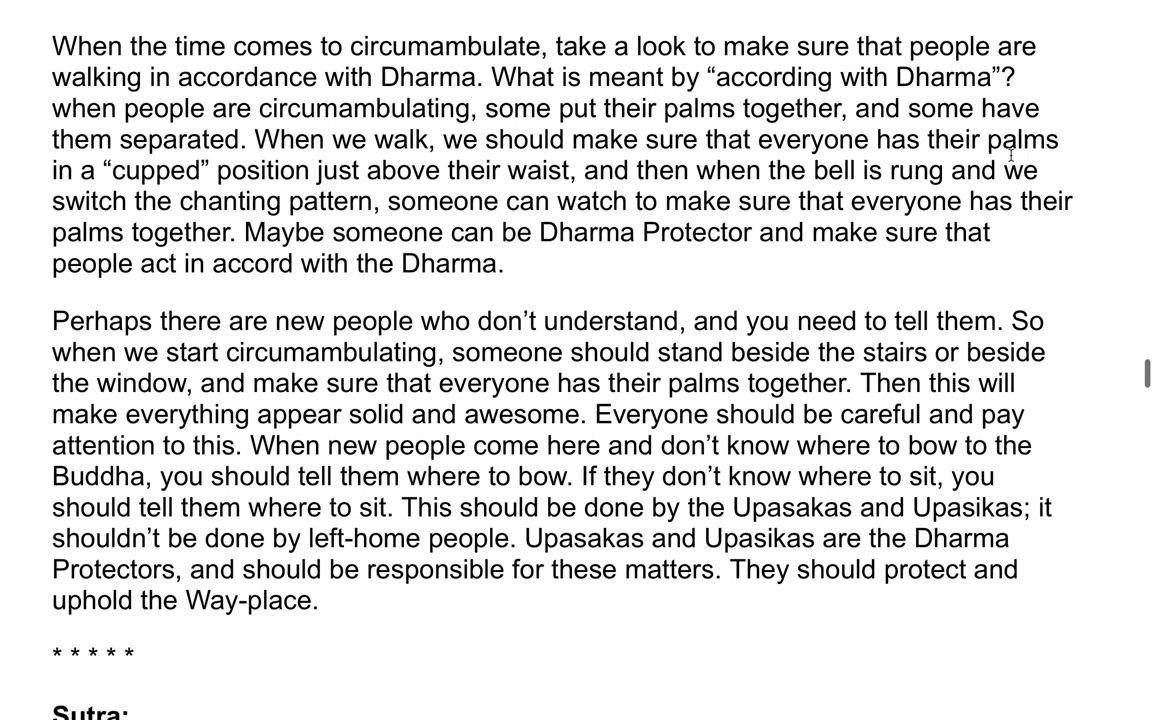 When the time comes to circumambulate, take a look to make sure that people are
walking in accordance with Dharma. What is meant by “according with Dharma”?
when people are circumambulating, some put their palms together, and some have
them separated. When we walk, we should make sure that everyone has their palms
in a “cupped” position just above their waist, and then when the bell is rung and we
switch the chanting pattern, someone can watch to make sure that everyone has their
palms together. Maybe someone can be Dharma Protector and make sure that
people act in accord with the Dharma.
Perhaps there are new people who don’t understand, and you need to tell them. So
when we start circumambulating, someone should stand beside the stairs or beside
the window, and make sure that everyone has their palms together. Then this will
make everything appear solid and awesome. Everyone should be careful and pay
attention to this. When new people come here and don’t know where to bow to the
Buddha, you should tell them where to bow. If they don’t know where to sit, you
should tell them where to sit. This should be done by the Upasakas and Upasikas; it
shouldn’t be done by left-home people. Upasakas and Upasikas are the Dharma
Protectors, and should be responsible for these matters. They should protect and
uphold the Way-place.
* * * * *
Sutra: